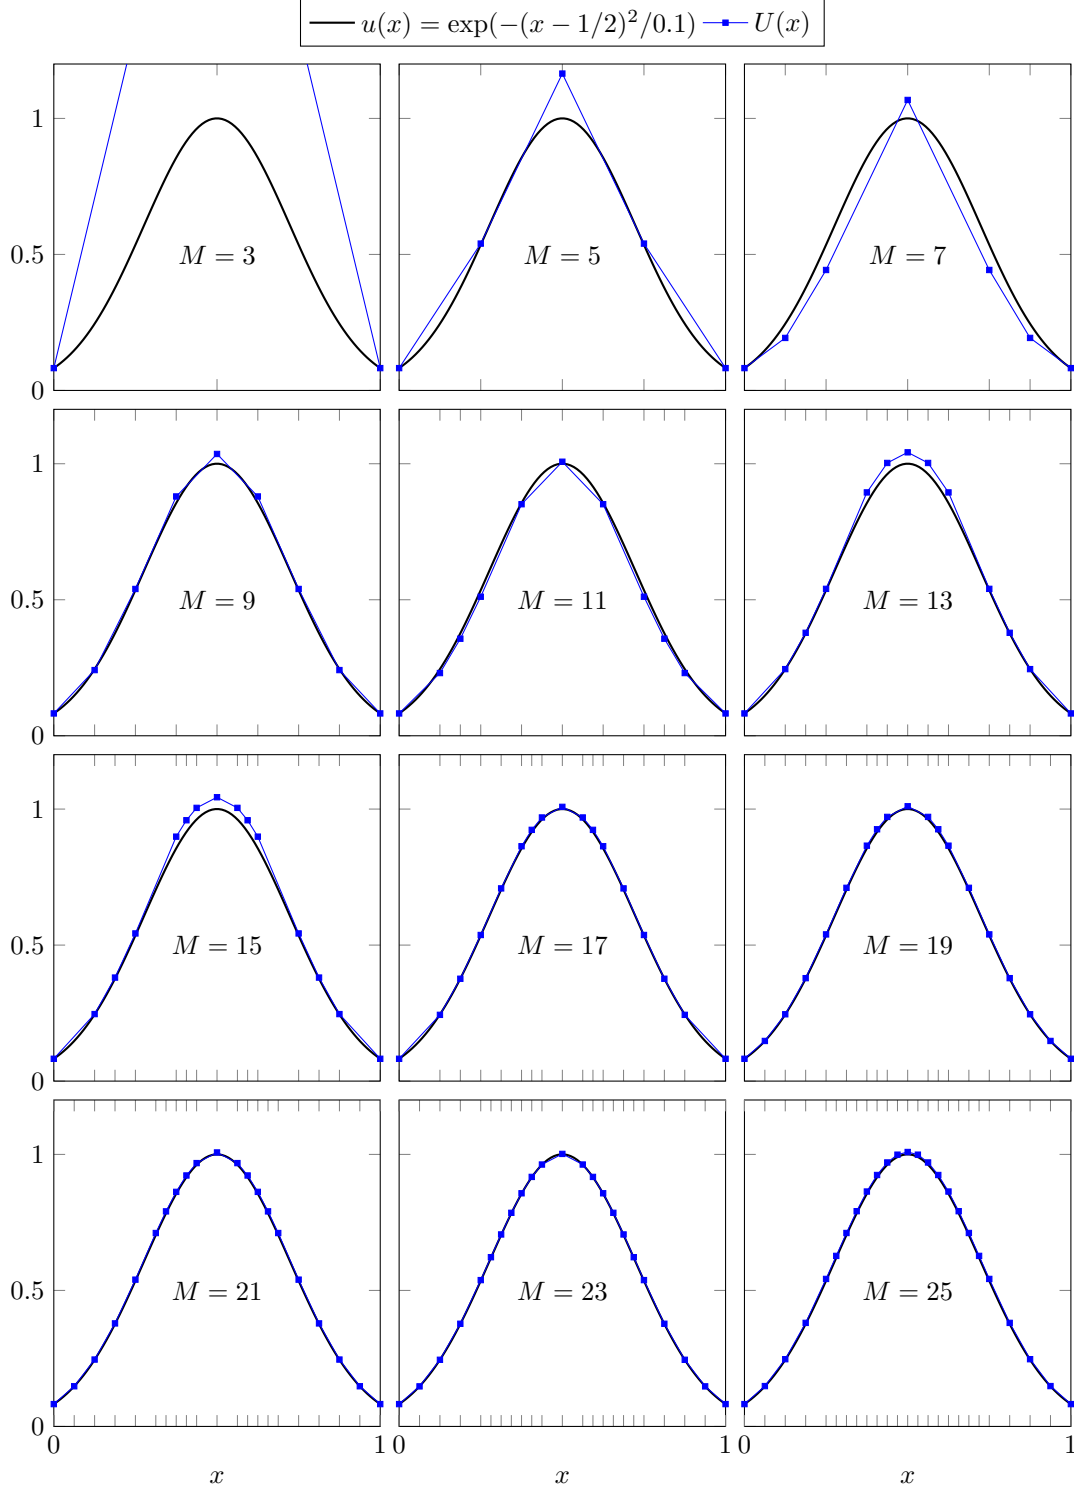 u(x) = exp(−(x − 1/2)²/0.1) U(x)
1
0.5
0
M = 3
M = 5
M = 7
1
0.5
0
M = 9
M = 11
M = 13
1
0.5
0
M = 15
M = 17
M = 19
1
0.5
0
M = 21
M = 23
M = 25
0 1 0 1
x x x